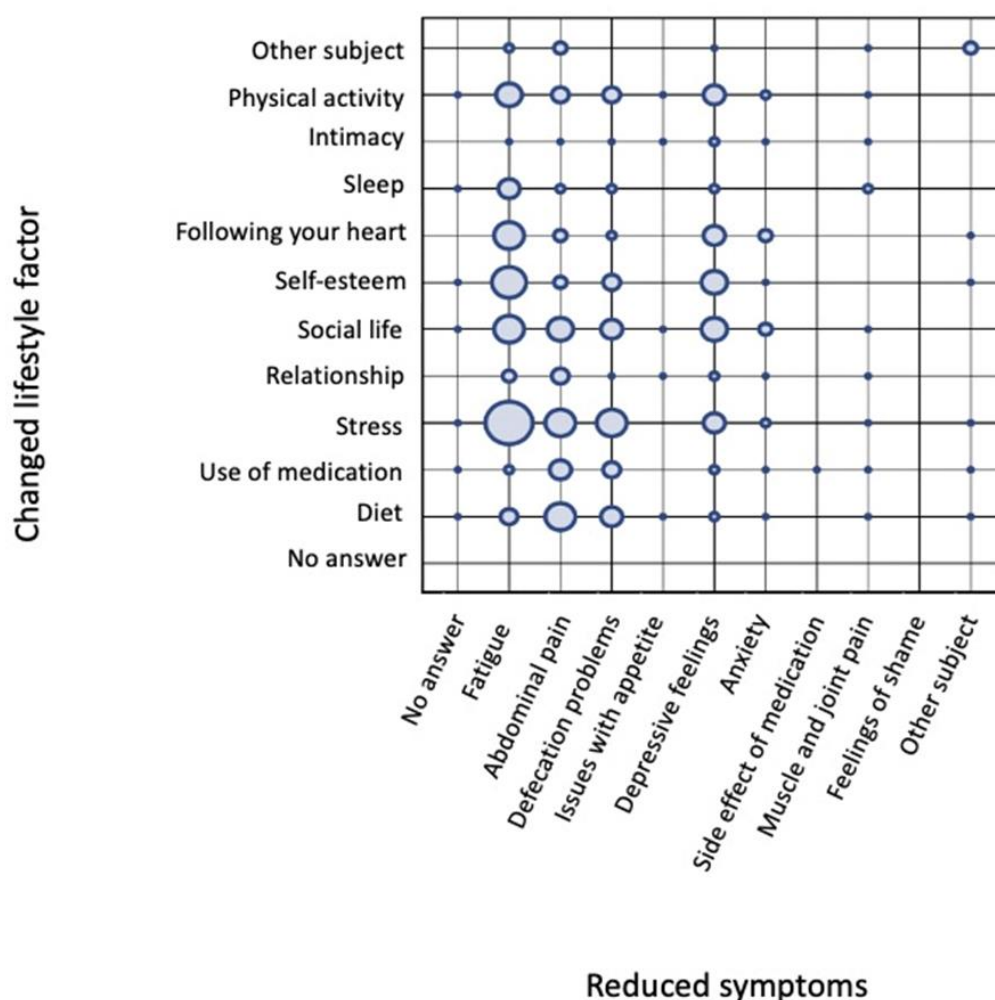 Changed lifestyle factor
Other subject
Physical activity
Intimacy
Sleep
Following your heart
Self-esteem
Social life
Relationship
Stress
Use of medication
Diet
No answer
No answer
Fatigue
Abdominal pain
Defecation problems
Issues with appetite
Depressive feelings
Anxiety
Side effect of medication
Muscle and joint pain
Feelings of shame
Other subject
Reduced symptoms